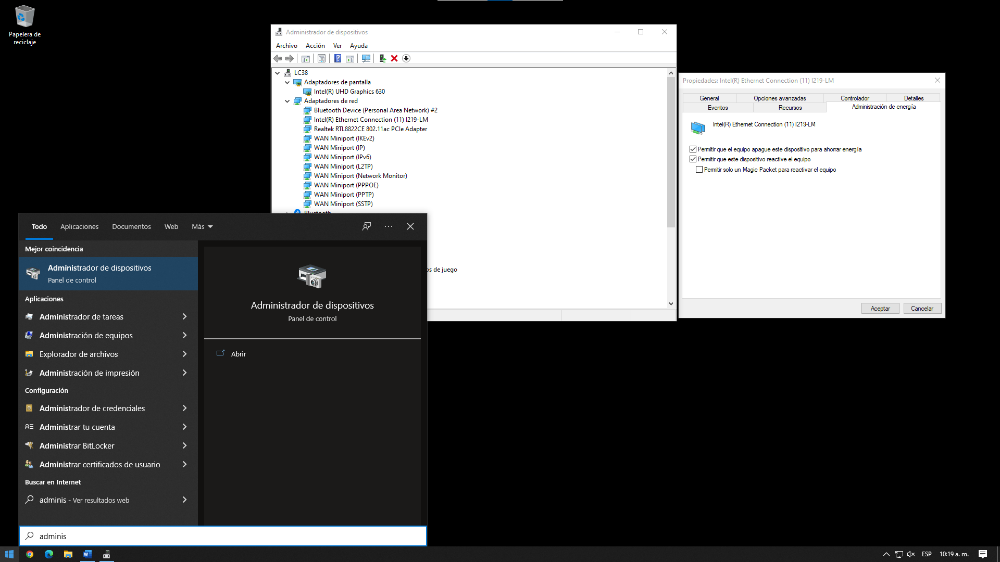 Papelera de
reciclaje
Administrador de dispositivos
Archivo Acción Ver Ayuda
LC38
Adaptadores de pantalla
Intel(R) UHD Graphics 630
Adaptadores de red
Bluetooth Device (Personal Area Network) #2
Intel(R) Ethernet Connection (11) I219-LM
Realtek RTL8822CE 802.11ac PCIe Adapter
WAN Miniport (IKEv2)
WAN Miniport (IP)
WAN Miniport (IPv6)
WAN Miniport (L2TP)
WAN Miniport (Network Monitor)
WAN Miniport (PPPOE)
WAN Miniport (PPTP)
WAN Miniport (SSTP)
Bluetooth
os de juego
Propiedades: Intel(R) Ethernet Connection (11) I219-LM
General Opciones avanzadas Controlador Detalles
Eventos Recursos Administración de energía
Intel(R) Ethernet Connection (11) I219-LM
Permitir que el equipo apague este dispositivo para ahorrar energía
Permitir que este dispositivo reactive el equipo
Permitir solo un Magic Packet para reactivar el equipo
Aceptar Cancelar
Todo Aplicaciones Documentos Web Más
Mejor coincidencia
Administrador de dispositivos
Panel de control
Aplicaciones
Administrador de tareas
Administración de equipos
Explorador de archivos
Administración de impresión
Configuración
Administrador de credenciales
Administrar tu cuenta
Administrar BitLocker
Administrar certificados de usuario
Buscar en Internet
adminis - Ver resultados web
Administrador de dispositivos
Panel de control
Abrir
adminis
ESP 10:19 a. m.